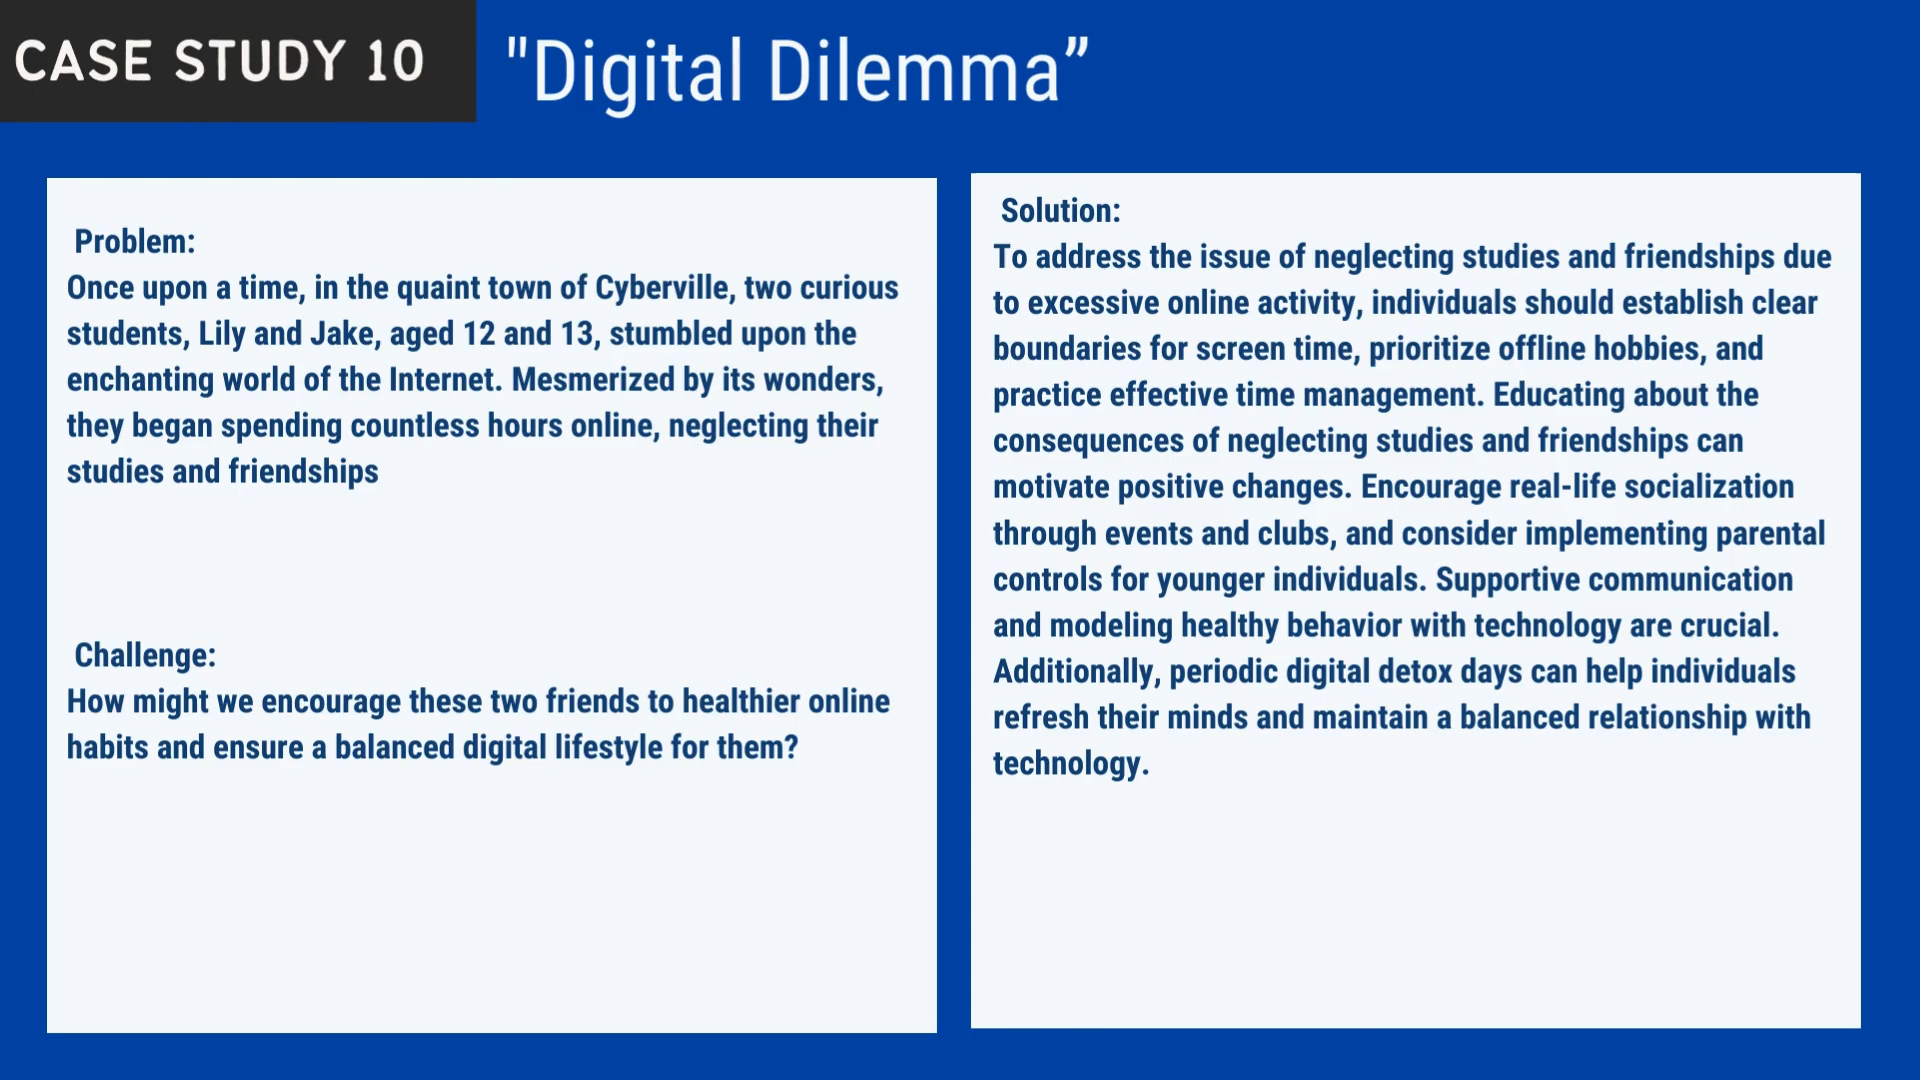 CASE STUDY 10
"Digital Dilemma”
Problem:
Once upon a time, in the quaint town of Cyberville, two curious
students, Lily and Jake, aged 12 and 13, stumbled upon the
enchanting world of the Internet. Mesmerized by its wonders,
they began spending countless hours online, neglecting their
studies and friendships
Challenge:
How might we encourage these two friends to healthier online
habits and ensure a balanced digital lifestyle for them?
Solution:
To address the issue of neglecting studies and friendships due
to excessive online activity, individuals should establish clear
boundaries for screen time, prioritize offline hobbies, and
practice effective time management. Educating about the
consequences of neglecting studies and friendships can
motivate positive changes. Encourage real-life socialization
through events and clubs, and consider implementing parental
controls for younger individuals. Supportive communication
and modeling healthy behavior with technology are crucial.
Additionally, periodic digital detox days can help individuals
refresh their minds and maintain a balanced relationship with
technology.